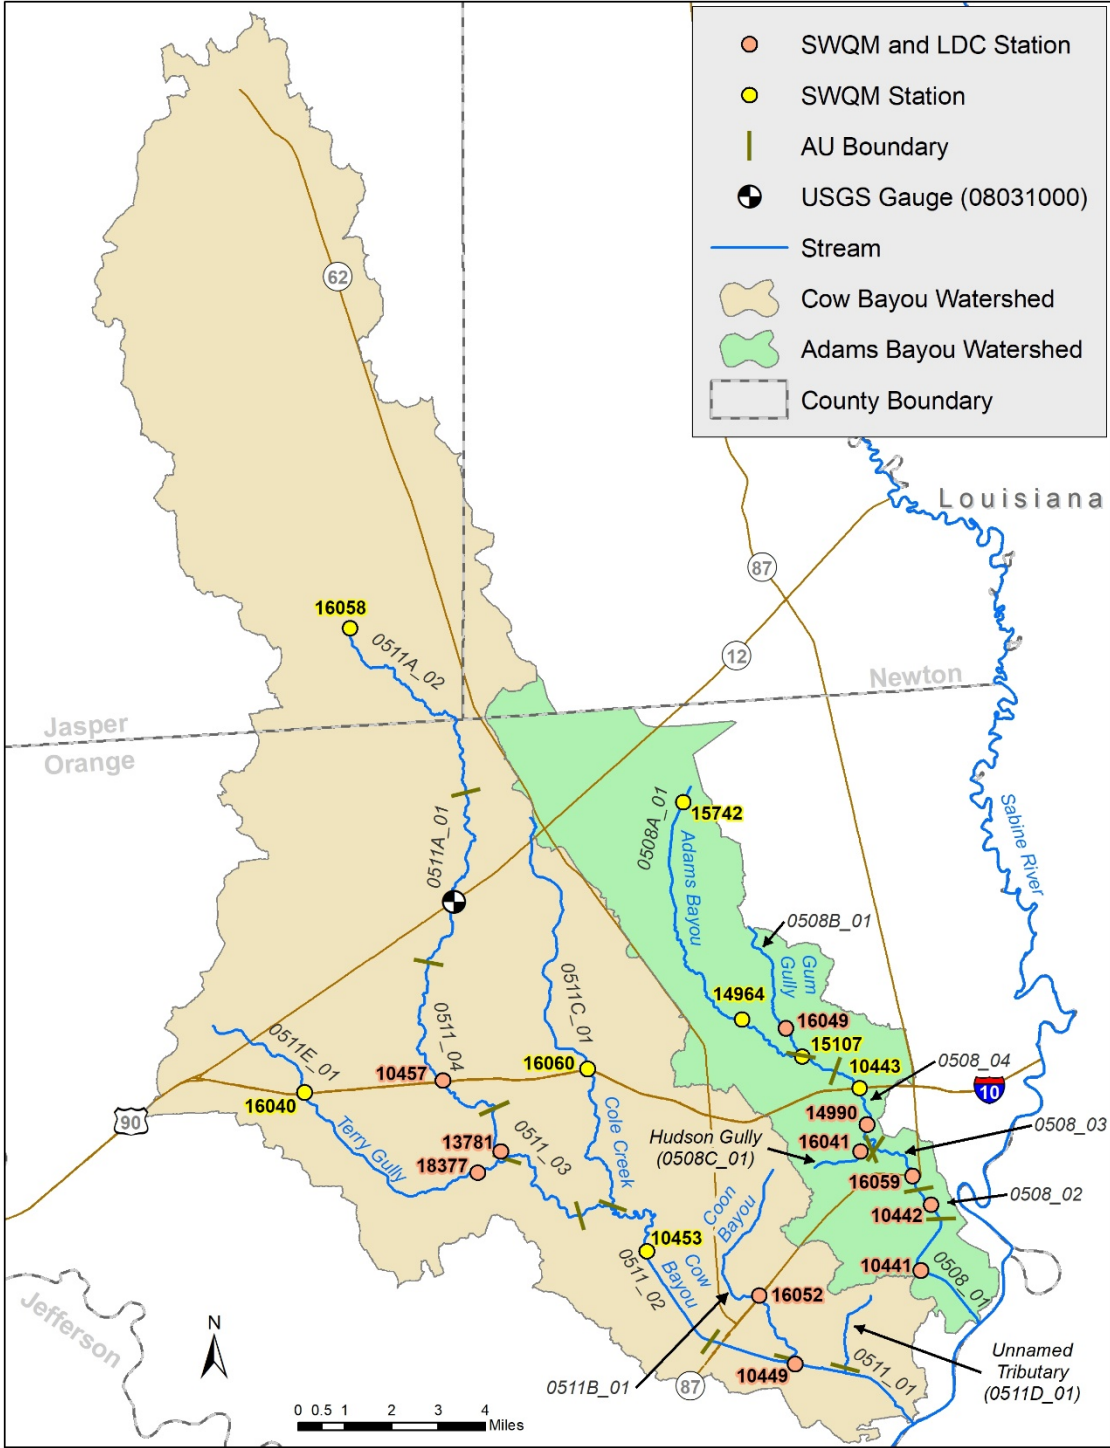 SWQM and LDC Station
SWQM Station
AU Boundary
USGS Gauge (08031000)
Stream
Cow Bayou Watershed
Adams Bayou Watershed
County Boundary
62
Louisiana
87
16058
0511A_02
12
Newton
Jasper
Orange
0508A_01
15742
Sabine River
0511A_01
Adams Bayou
0508B_01
Gum
Gully
0511C_01
14964
16049
15107
0511E_01
0511_04
10457
16060
10443
0508_04
10
16040
90
14990
Terry Gully
Cole Creek
Hudson Gully
(0508C_01)
16041
0508_03
13781
0511_03
18377
16059
0508_02
10442
Coon
Bayou
10453
0511_02
Cow
Bayou
10441
0508_01
16052
Jefferson
N
Unnamed
Tributary
(0511D_01)
0511_01
10449
0511B_01
87
0 0.5 1 2 3 4
Miles